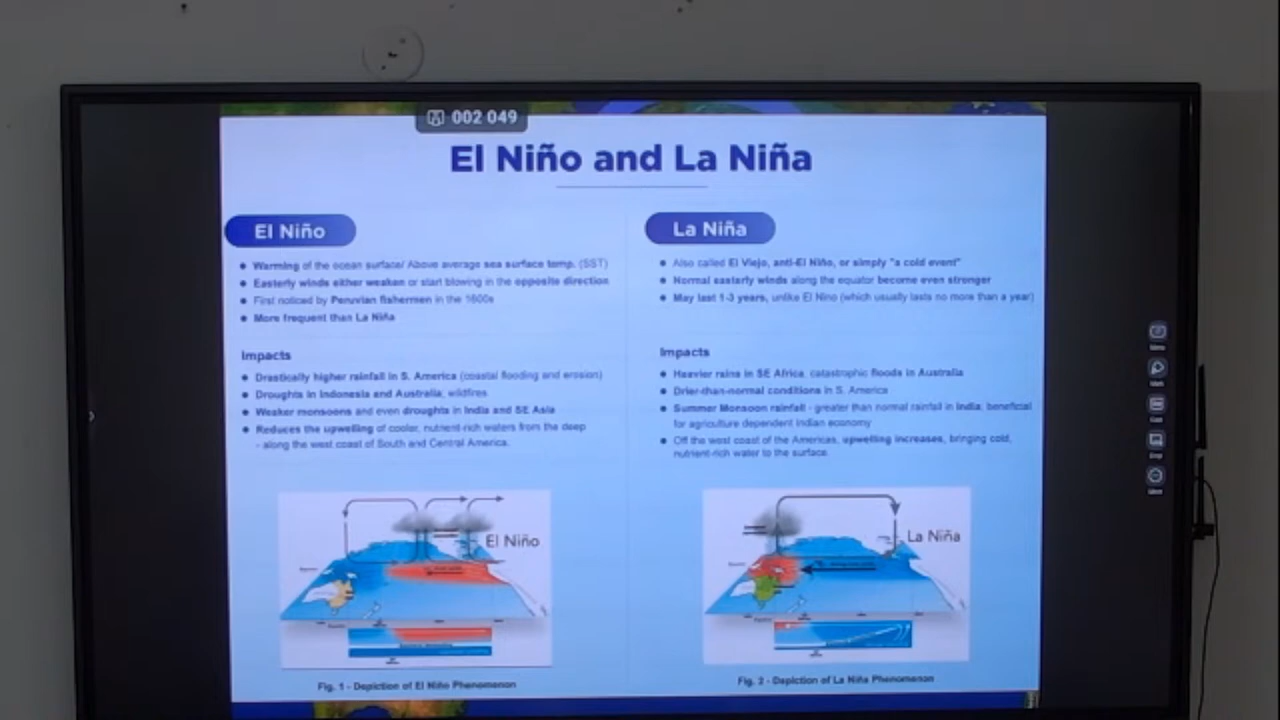 002 049
El Niño and La Niña
El Niño
Warming of the ocean surface/ Above average sea surface temp. (SST)
Easterly winds either weaken or start blowing in the opposite direction
First noticed by Peruvian fishermen in the 1600s
More frequent than La Niña
Impacts
Drastically higher rainfall in S. America (coastal flooding and erosion)
Droughts in Indonesia and Australia, wildfires
Weaker monsoons and even droughts in India and SE Asia
Reduces the upwelling of cooler, nutrient-rich waters from the deep
- along the west coast of South and Central America.
El Niño
Fig. 1 - Depiction of El Niño Phenomenon
La Niña
Also called El Viejo, anti-El Niño, or simply "a cold event"
Normal easterly winds along the equator become even stronger
May last 1-3 years, unlike El Nino (which usually lasts no more than a year)
Impacts
Heavier rains in SE Africa, catastrophic floods in Australia
Drier-than-normal conditions in S. America
Summer Monsoon rainfall - greater than normal rainfall in India, beneficial
for agriculture dependent Indian economy
Off the west coast of the Americas, upwelling increases, bringing cold,
nutrient-rich water to the surface.
La Niña
Fig. 2 - Depiction of La Niña Phenomenon